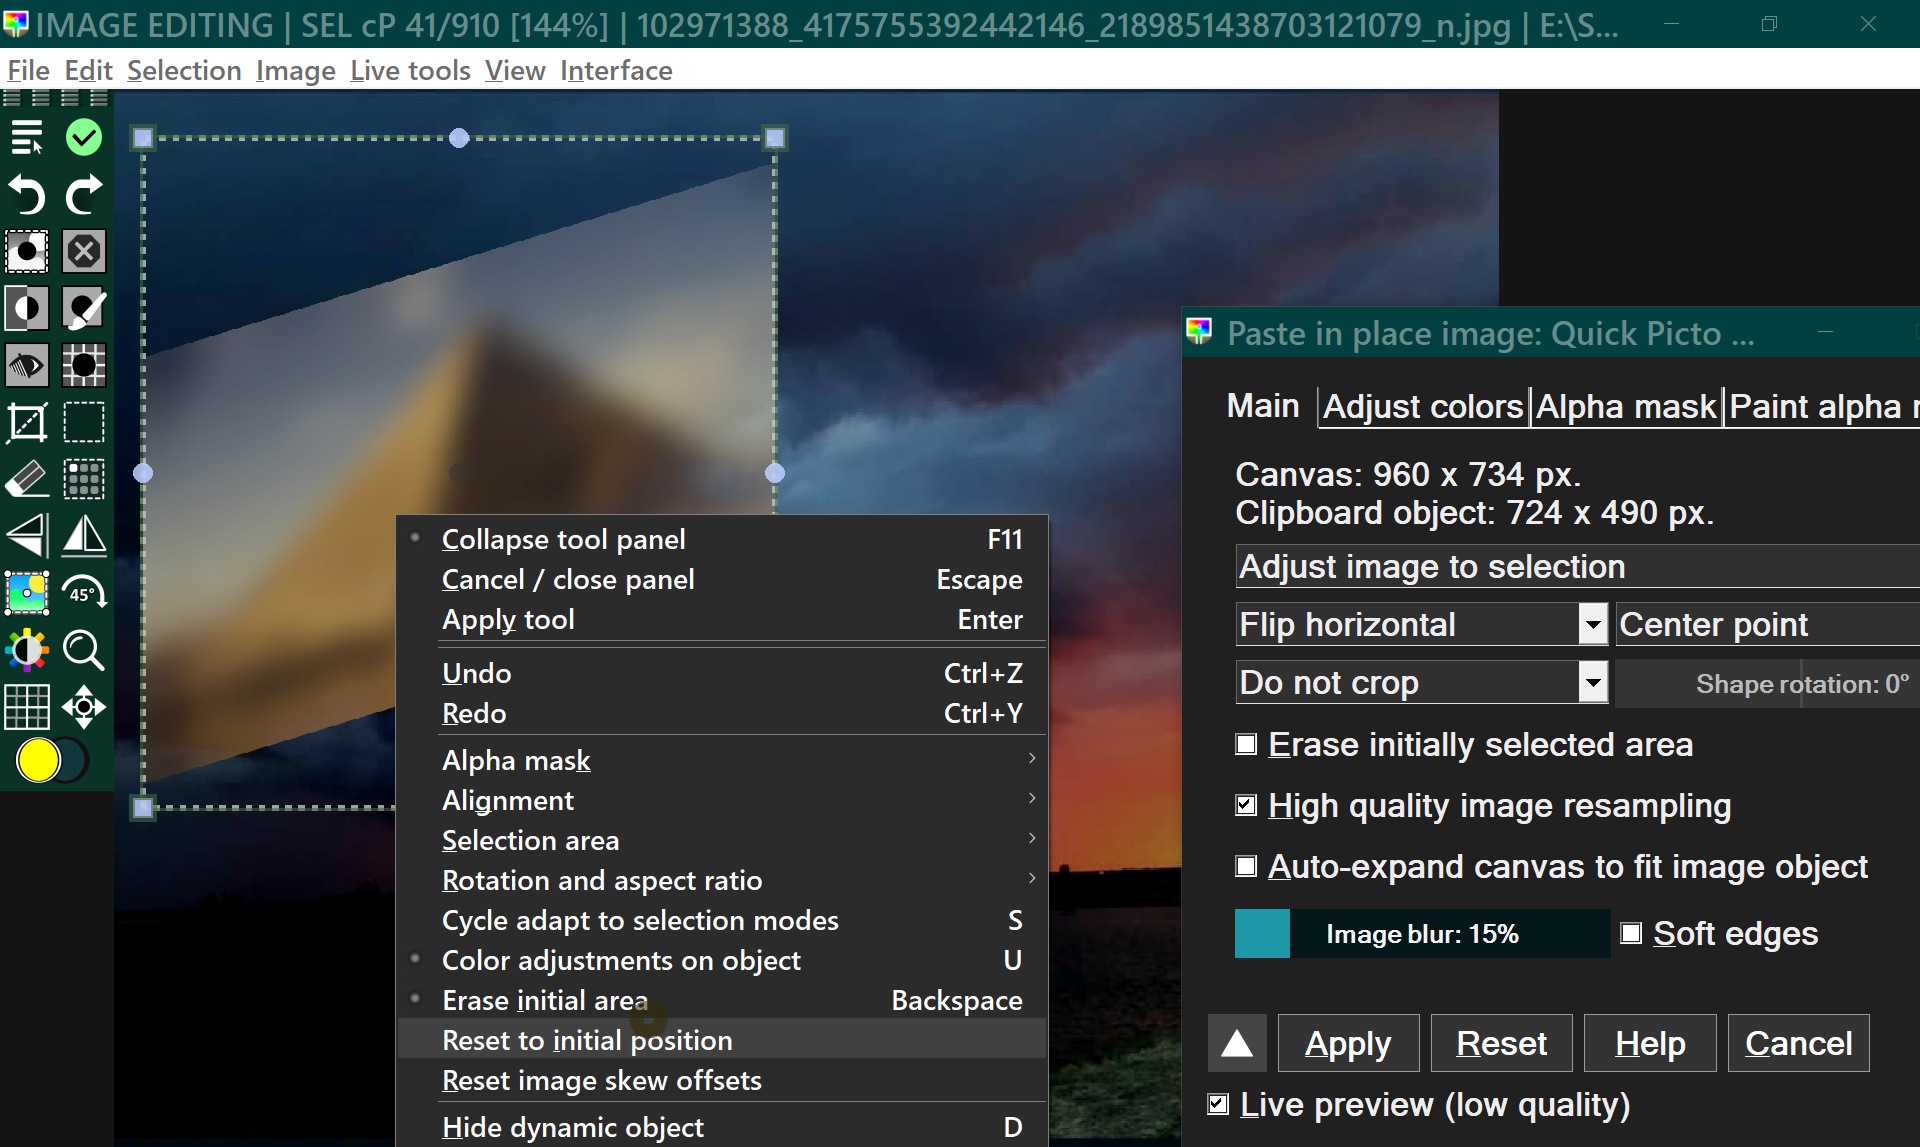 IMAGE EDITING | SEL cP 41/910 [144%] | 102971388_4175755392442146_2189851438703121079_n.jpg | E:\S...
File Edit Selection Image Live tools View Interface
45°
Collapse tool panel F11
Cancel / close panel Escape
Apply tool Enter
Undo Ctrl+Z
Redo Ctrl+Y
Alpha mask
Alignment
Selection area
Rotation and aspect ratio
Cycle adapt to selection modes S
Color adjustments on object U
Erase initial area Backspace
Reset to initial position
Reset image skew offsets
Hide dynamic object D
Paste in place image: Quick Picto ...
Main Adjust colors Alpha mask Paint alpha
Canvas: 960 x 734 px.
Clipboard object: 724 x 490 px.
Adjust image to selection
Flip horizontal Center point
Do not crop Shape rotation: 0°
Erase initially selected area
High quality image resampling
Auto-expand canvas to fit image object
Image blur: 15% Soft edges
Apply Reset Help Cancel
Live preview (low quality)